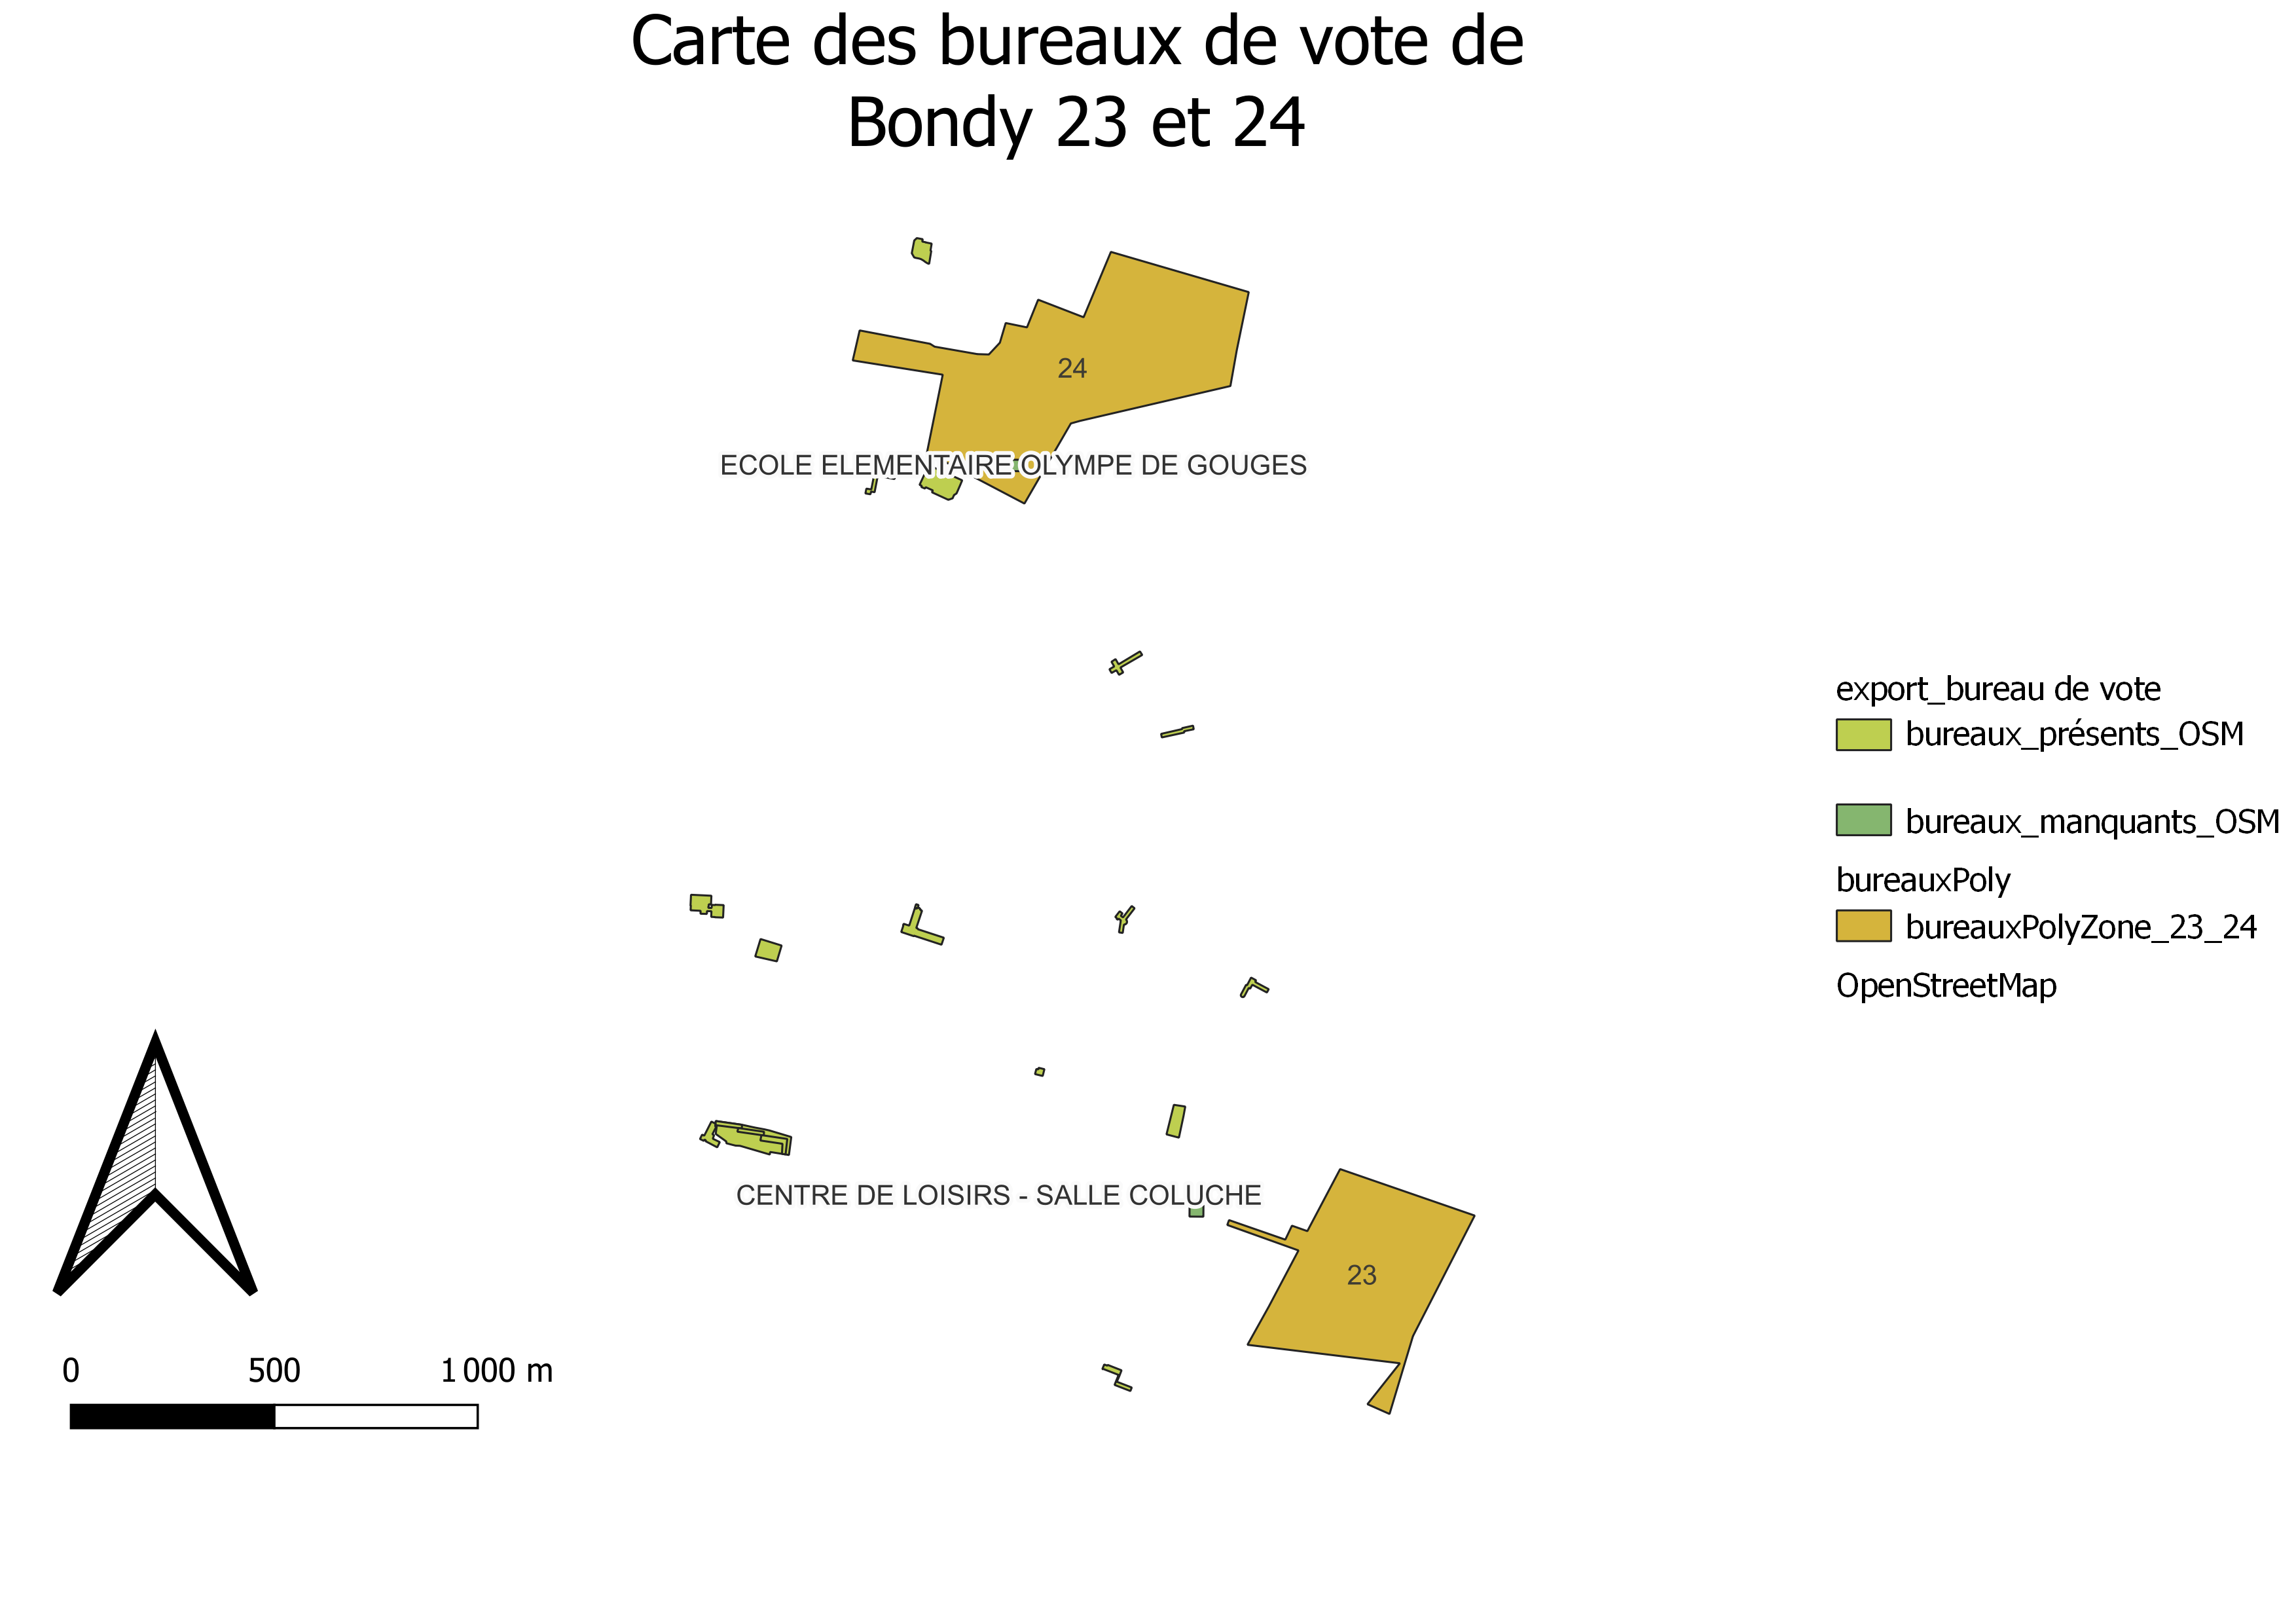 Carte des bureaux de vote de
Bondy 23 et 24
24
ECOLE ELEMENTAIRE OLYMPE DE GOUGES
export_bureau de vote
bureaux_présents_OSM
bureaux_manquants_OSM
bureauxPoly
bureauxPolyZone_23_24
OpenStreetMap
CENTRE DE LOISIRS - SALLE COLUCHE
23
0 500 1 000 m